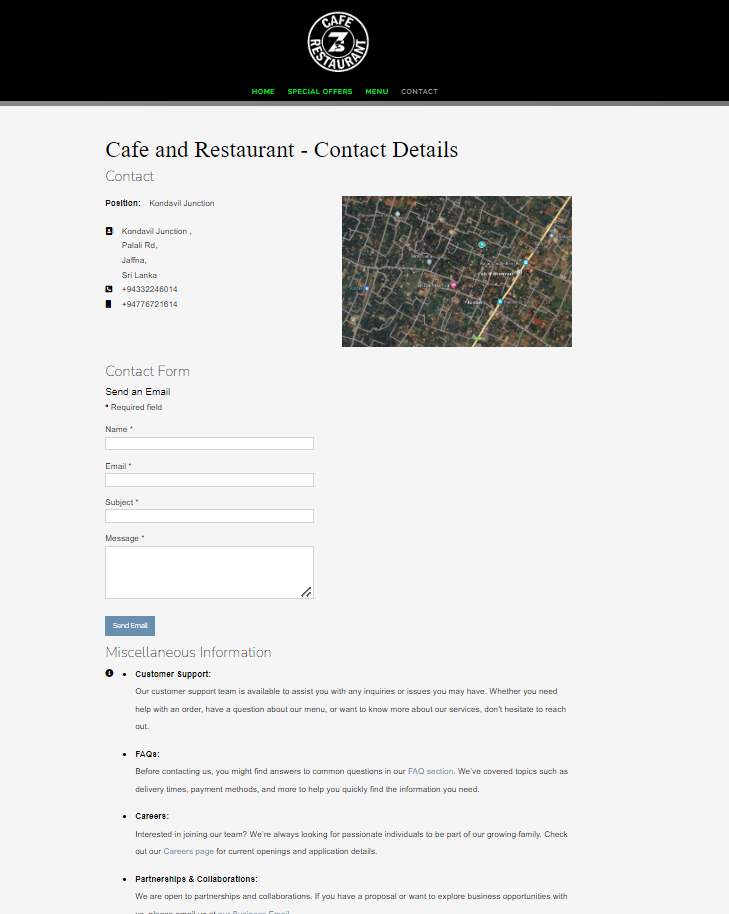 CAFE
RESTAURANT
HOME SPECIAL OFFERS MENU CONTACT
Cafe and Restaurant - Contact Details
Contact
Position: Kondavil Junction
Kondavil Junction ,
Palali Rd,
Jaffna,
Sri Lanka
+94332246014
+94776721614
Contact Form
Send an Email
* Required field
Name *
Email *
Subject *
Message *
Send Email
Miscellaneous Information
• Customer Support:
Our customer support team is available to assist you with any inquiries or issues you may have. Whether you need
help with an order, have a question about our menu, or want to know more about our services, don't hesitate to reach
out.
• FAQs:
Before contacting us, you might find answers to common questions in our FAQ section. We've covered topics such as
delivery times, payment methods, and more to help you quickly find the information you need.
• Careers:
Interested in joining our team? We're always looking for passionate individuals to be part of our growing family. Check
out our Careers page for current openings and application details.
• Partnerships & Collaborations:
We are open to partnerships and collaborations. If you have a proposal or want to explore business opportunities with
us, please email us at our Business Email